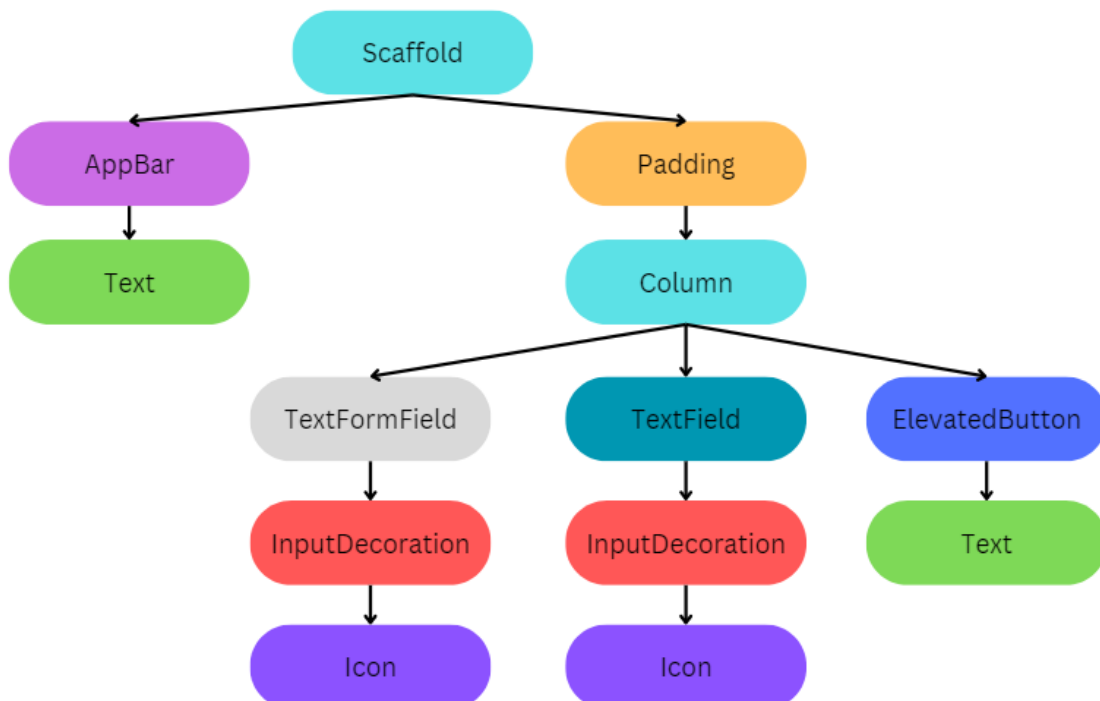 Scaffold
AppBar
Padding
Text
Column
TextFormField
TextField
ElevatedButton
InputDecoration
InputDecoration
Text
Icon
Icon